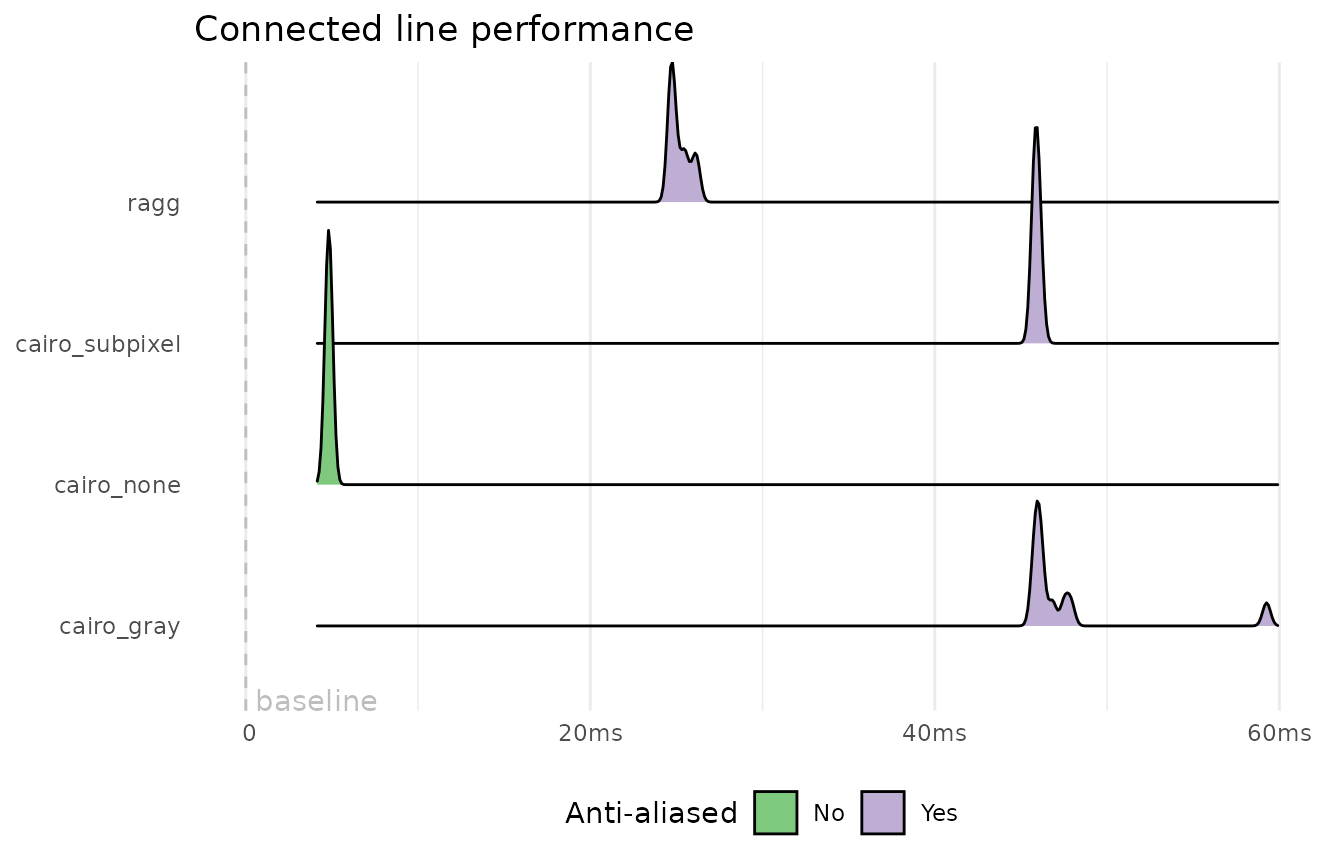 Connected line performance
ragg
cairo_subpixel
cairo_none
cairo_gray
baseline
0 20ms 40ms 60ms
Anti-aliased No Yes